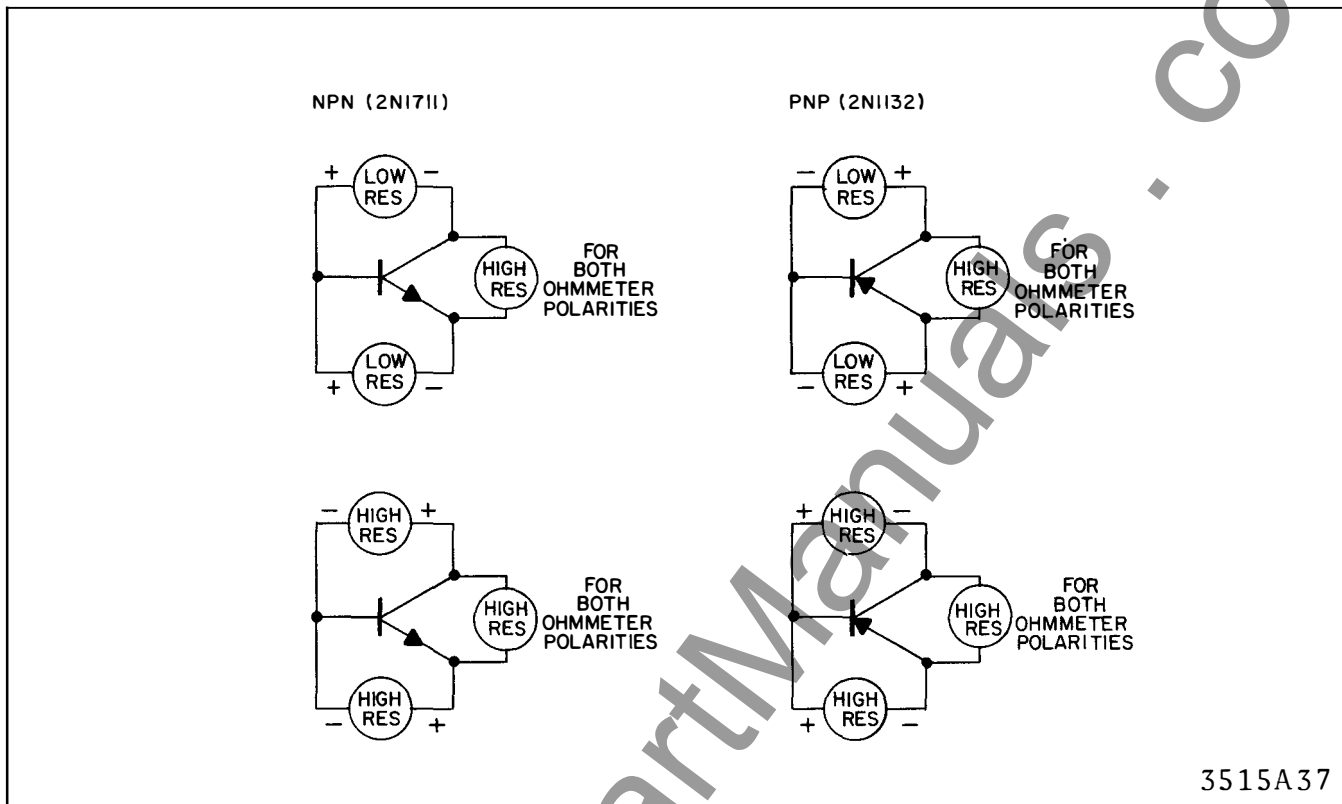 NPN (2N1711)
PNP (2N1132)
+ LOW RES -
- LOW RES +
HIGH RES
FOR BOTH OHMMETER POLARITIES
HIGH RES
FOR BOTH OHMMETER POLARITIES
+ LOW RES -
- LOW RES +
- HIGH RES +
+ HIGH RES -
HIGH RES
FOR BOTH OHMMETER POLARITIES
HIGH RES
FOR BOTH OHMMETER POLARITIES
- HIGH RES +
+ HIGH RES -
artManuals . co
3515A37